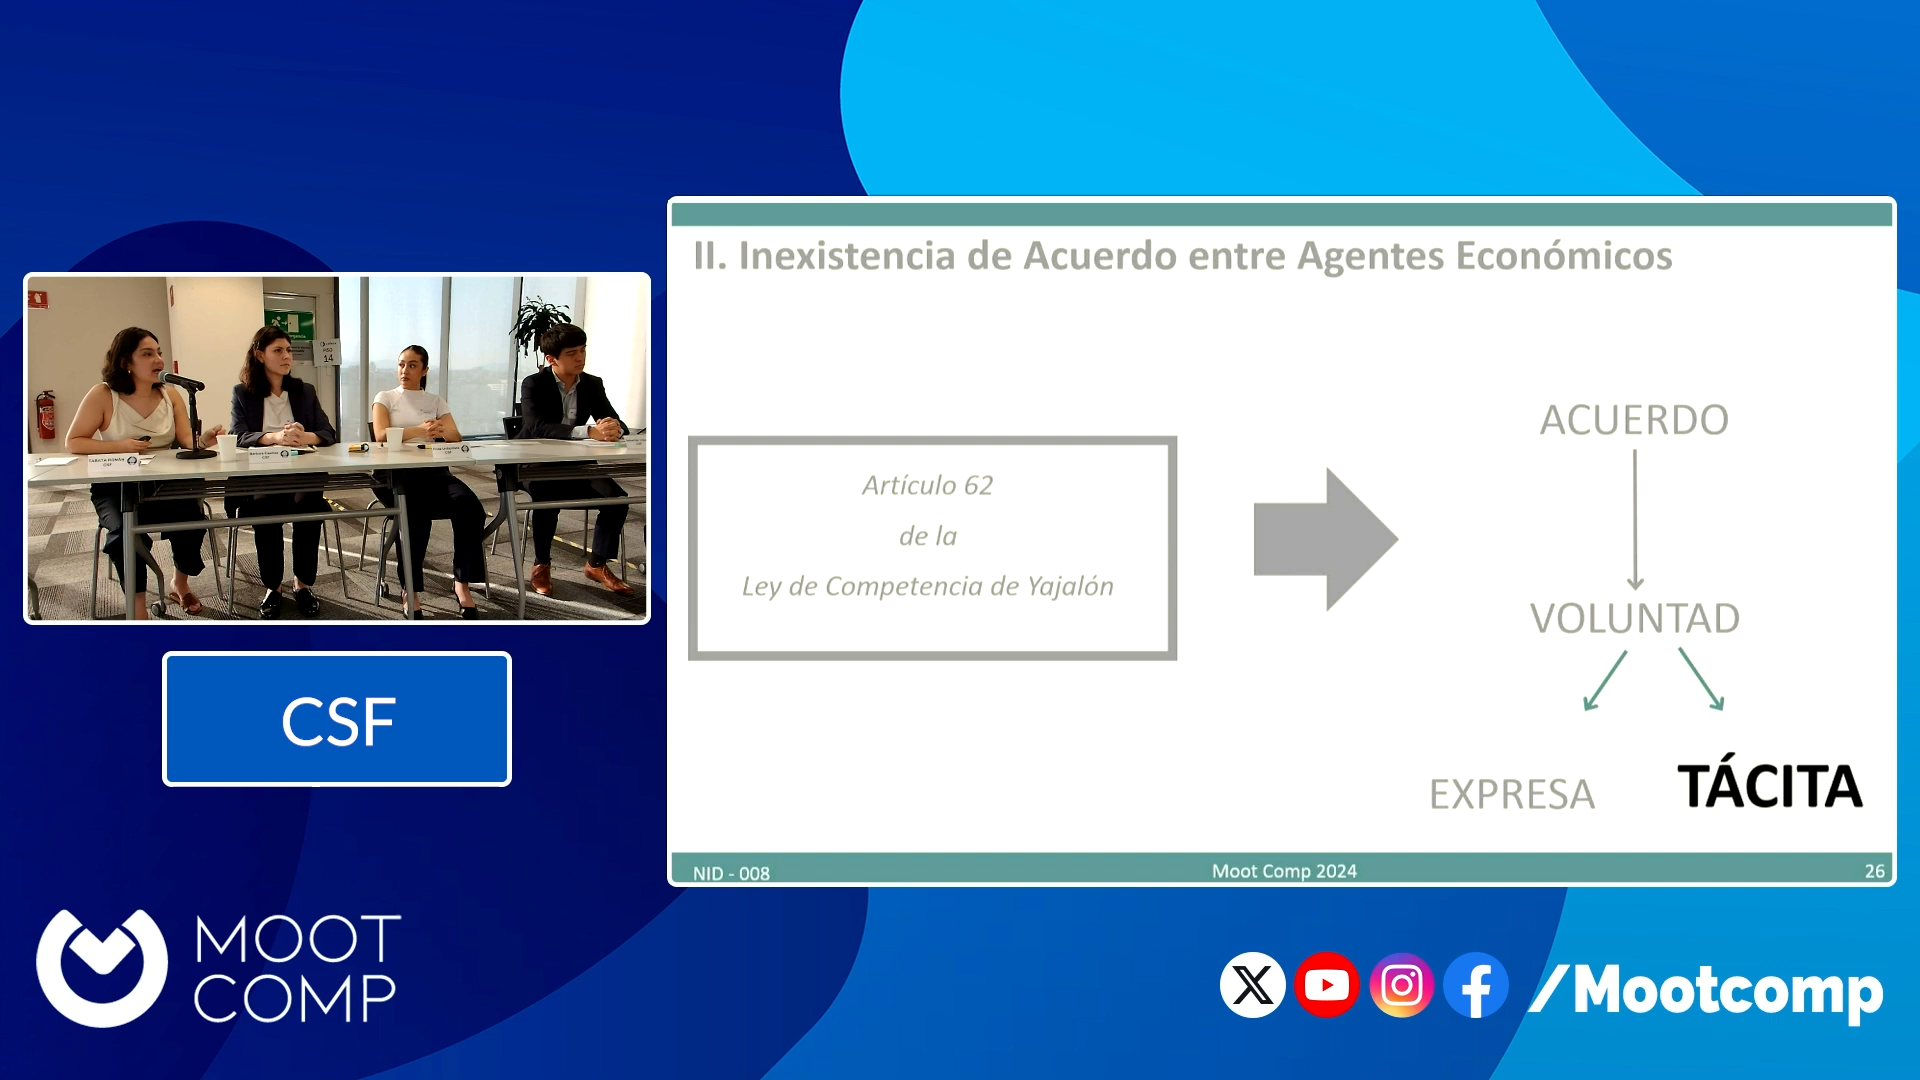 II. Inexistencia de Acuerdo entre Agentes Económicos
Artículo 62
de la
Ley de Competencia de Yajalón
ACUERDO
VOLUNTAD
EXPRESA
TÁCITA
NID - 008
Moot Comp 2024
26
14
CSF
MOOT
COMP
/Mootcomp